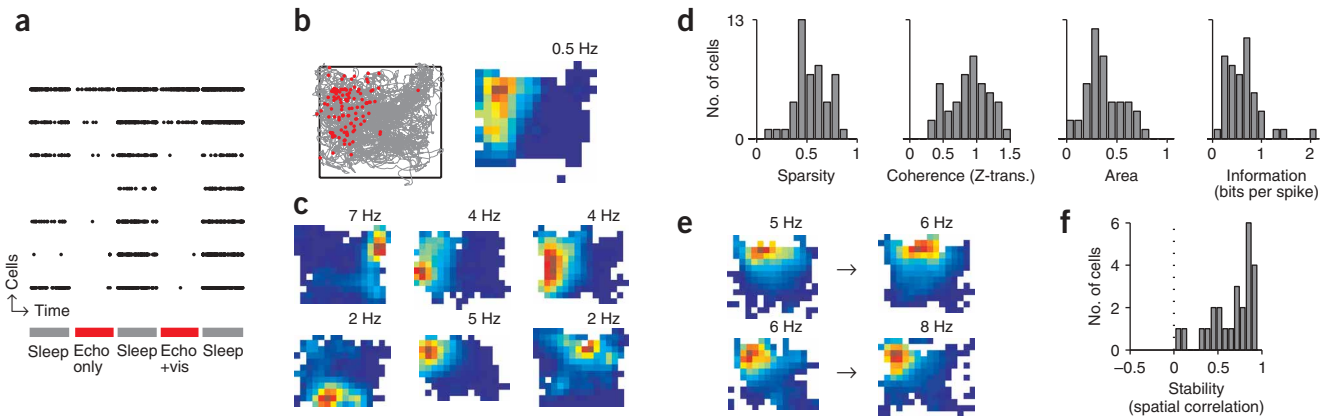 a
Cells
Time
Sleep Echo only Sleep Echo +vis Sleep
b
0.5 Hz
c
7 Hz 4 Hz 4 Hz
2 Hz 5 Hz 2 Hz
d
No. of cells
13
0
0 0.5 1
Sparsity
0 0.5 1.0 1.5
Coherence (Z-trans.)
0 0.5 1
Area
0 1 2
Information
(bits per spike)
e
5 Hz → 6 Hz
6 Hz → 8 Hz
f
No. of cells
6
4
2
0
–0.5 0 0.5 1
Stability
(spatial correlation)